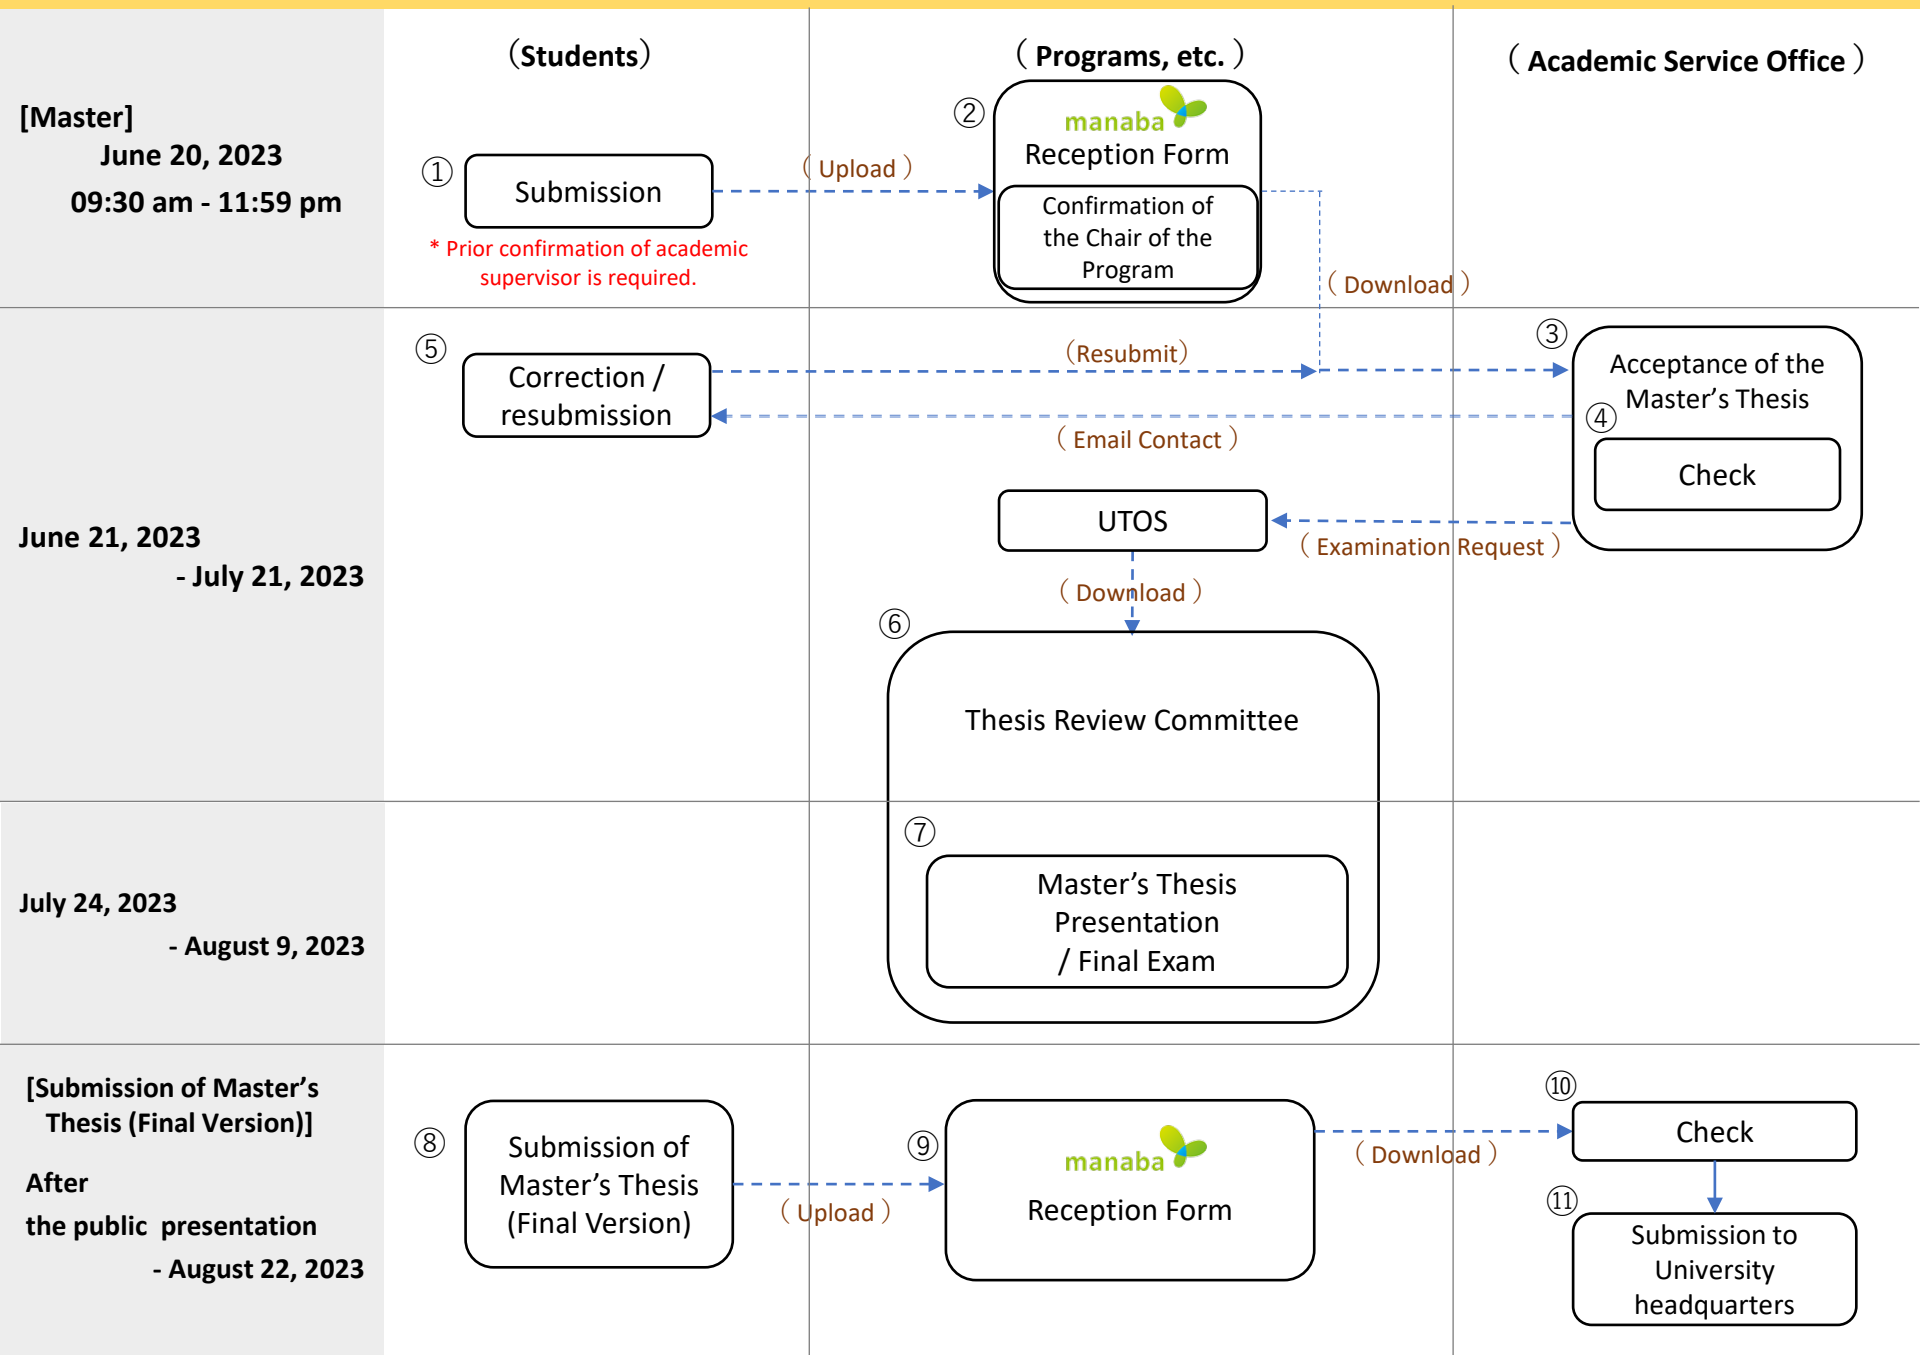 （Students）
（ Programs, etc. ）
（ Academic Service Office ）
[Master]
June 20, 2023
09:30 am - 11:59 pm
①
Submission
* Prior confirmation of academic
supervisor is required.
（ Upload ）
②
manaba
Reception Form
Confirmation of
the Chair of the
Program
（ Download ）
June 21, 2023
- July 21, 2023
⑤
Correction /
resubmission
（Resubmit）
（ Email Contact ）
③
Acceptance of the
Master’s Thesis
④
Check
UTOS
（ Examination Request ）
（ Download ）
⑥
Thesis Review Committee
July 24, 2023
- August 9, 2023
⑦
Master’s Thesis
Presentation
/ Final Exam
[Submission of Master’s
Thesis (Final Version)]
After
the public presentation
- August 22, 2023
⑧
Submission of
Master’s Thesis
(Final Version)
（ Upload ）
⑨
manaba
Reception Form
（ Download ）
⑩
Check
⑪
Submission to
University
headquarters